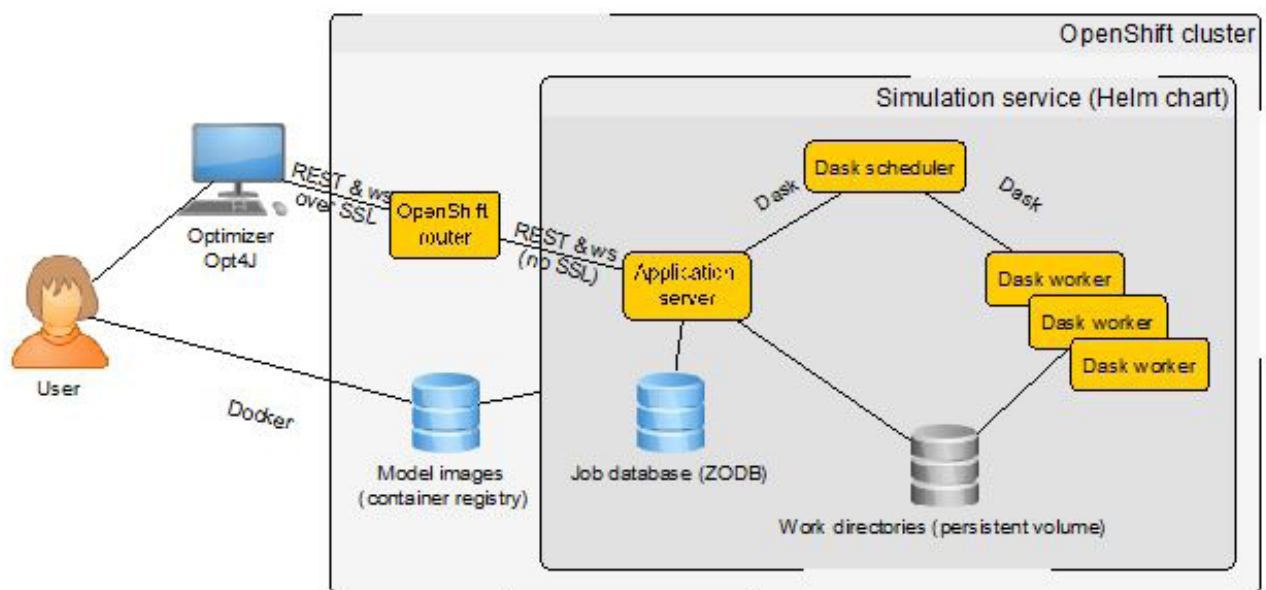 OpenShift cluster
Simulation service (Helm chart)
Dask scheduler
Dask
Dask
REST & ws
over SSL
OpenShift
router
REST & ws
(no SSL)
Optimizer
Opt4J
Application
server
Dask worker
Dask worker
Dask worker
User
Docker
Model images
(container registry)
Job database (ZODB)
Work directories (persistent volume)